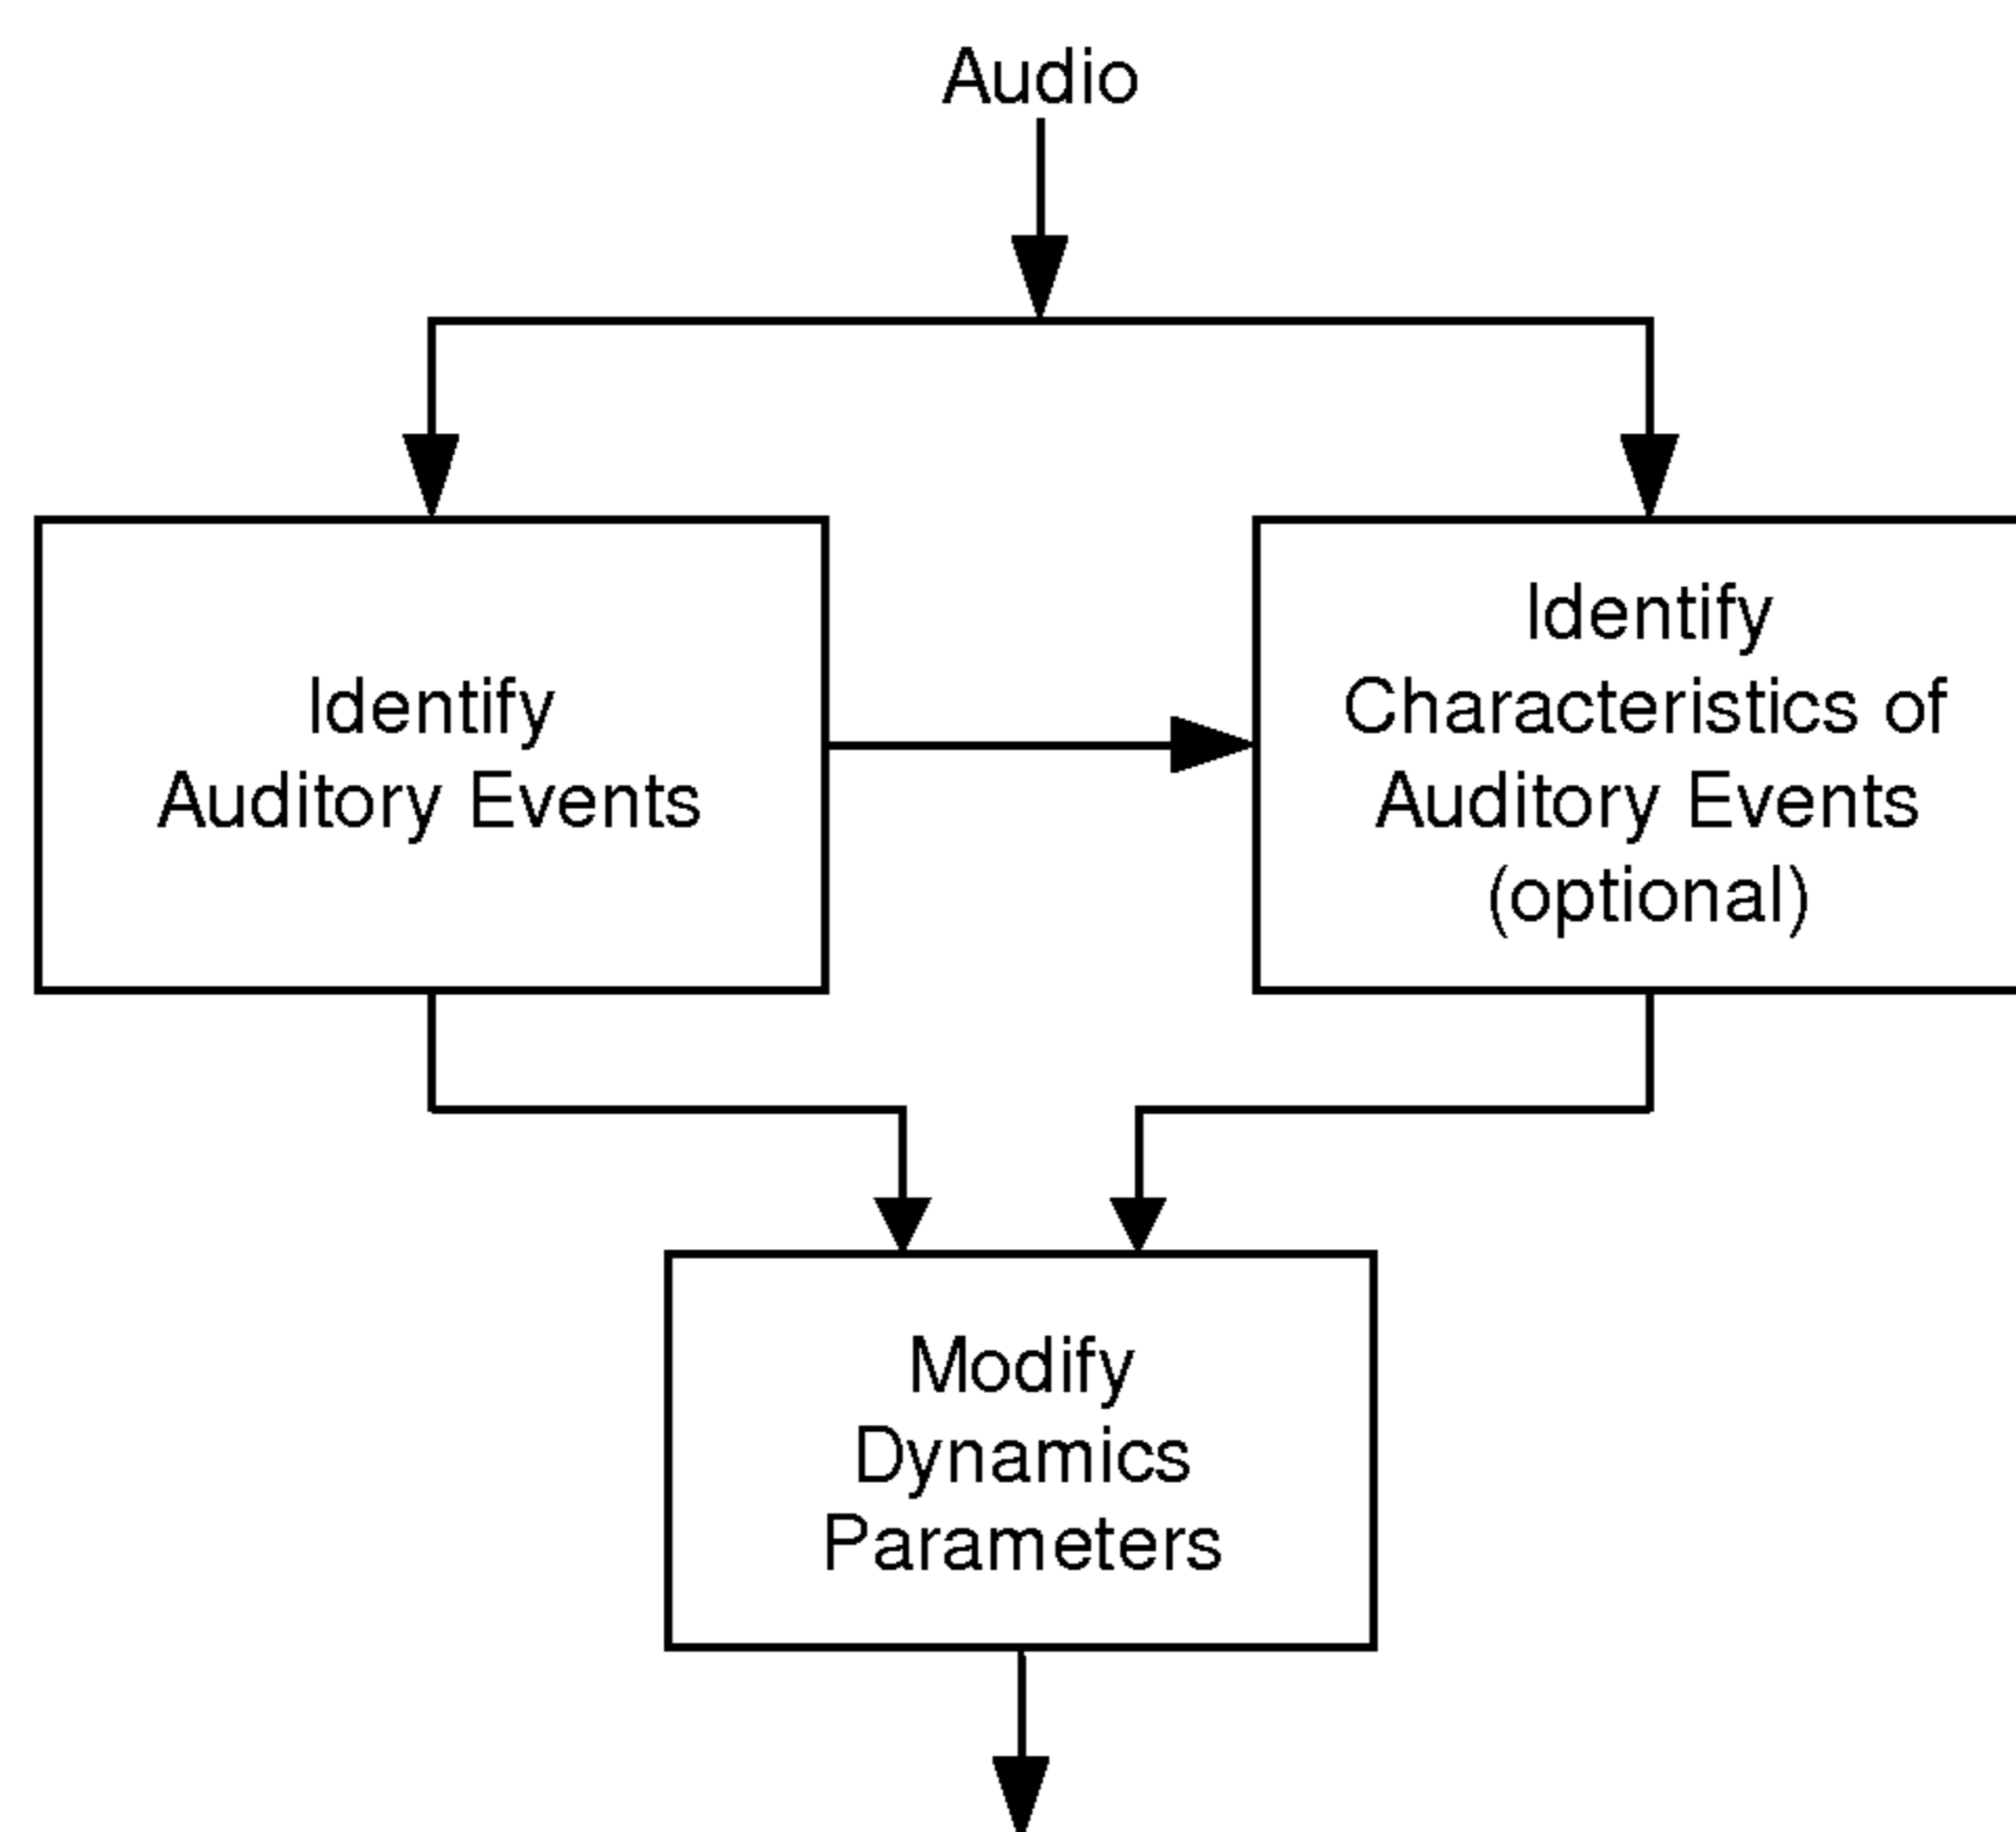 Audio
Identify
Auditory Events
Identify
Characteristics of
Auditory Events
(optional)
Modify
Dynamics
Parameters